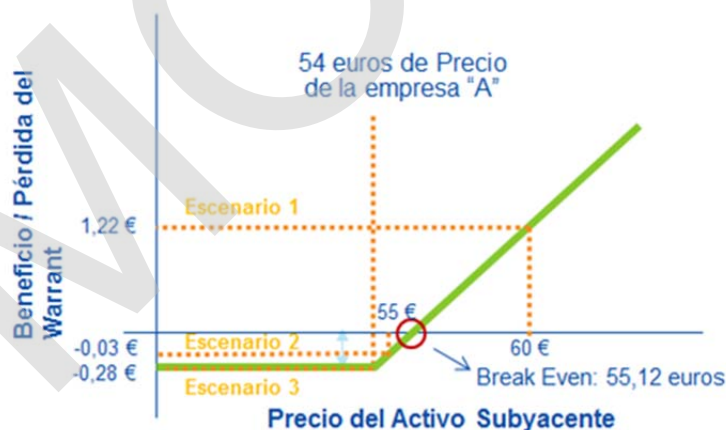 54 euros de Precio
de la empresa “A”
Beneficio / Pérdida del
Warrant
Escenario 1
1,22 €
55 €
Escenario 2
-0,03 €
60 €
-0,28 €
Escenario 3
Break Even: 55,12 euros
Precio del Activo Subyacente